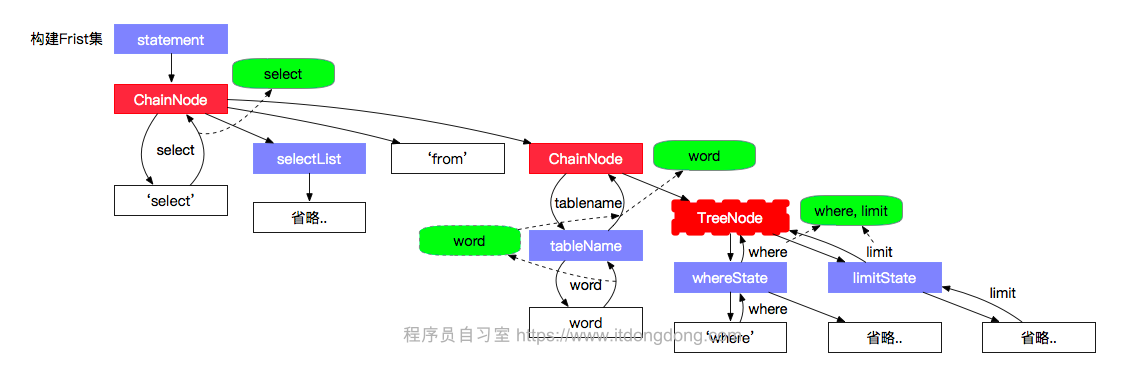 构建Frist集
statement
select
ChainNode
select
selectList
‘from’
ChainNode
word
‘select’
tablename
省略..
TreeNode
where, limit
word
tableName
where
limit
whereState
limitState
word
where
limit
word
‘where’
省略..
省略..
程序员自习室 https://www.itdongdong.com